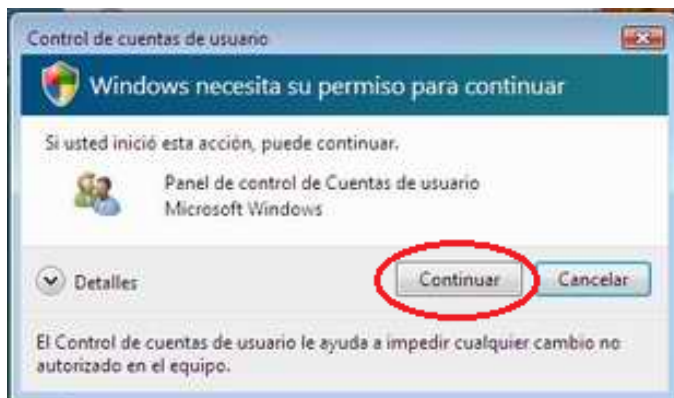 Control de cuentas de usuario
Windows necesita su permiso para continuar
Si usted inició esta acción, puede continuar.
Panel de control de Cuentas de usuario
Microsoft Windows
Detalles
Continuar
Cancelar
El Control de cuentas de usuario le ayuda a impedir cualquier cambio no
autorizado en el equipo.